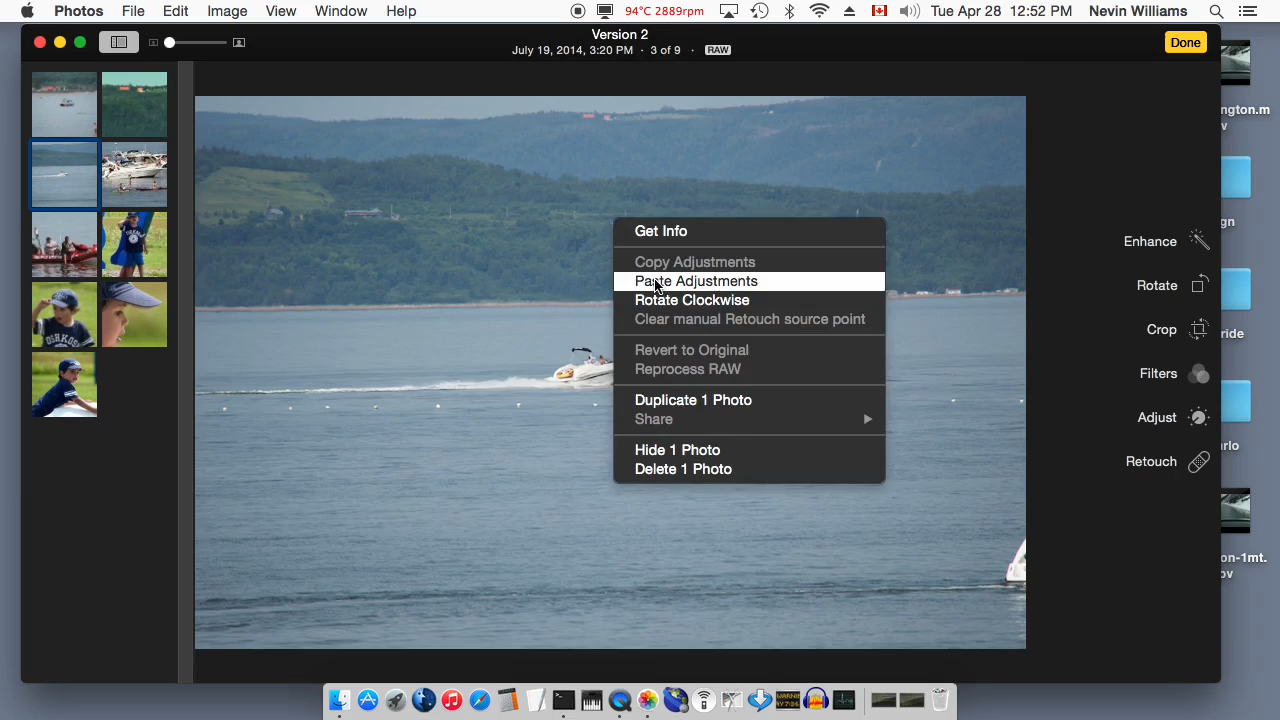 Photos File Edit Image View Window Help 94°C 2889rpm Tue Apr 28 12:52 PM Nevin Williams
Version 2
July 19, 2014, 3:20 PM · 3 of 9 · RAW
Done
ngton.m
v
gn
ride
rlo
on-1mt.
ov
Get Info
Copy Adjustments
Paste Adjustments
Rotate Clockwise
Clear manual Retouch source point
Revert to Original
Reprocess RAW
Duplicate 1 Photo
Share
Hide 1 Photo
Delete 1 Photo
Enhance
Rotate
Crop
Filters
Adjust
Retouch